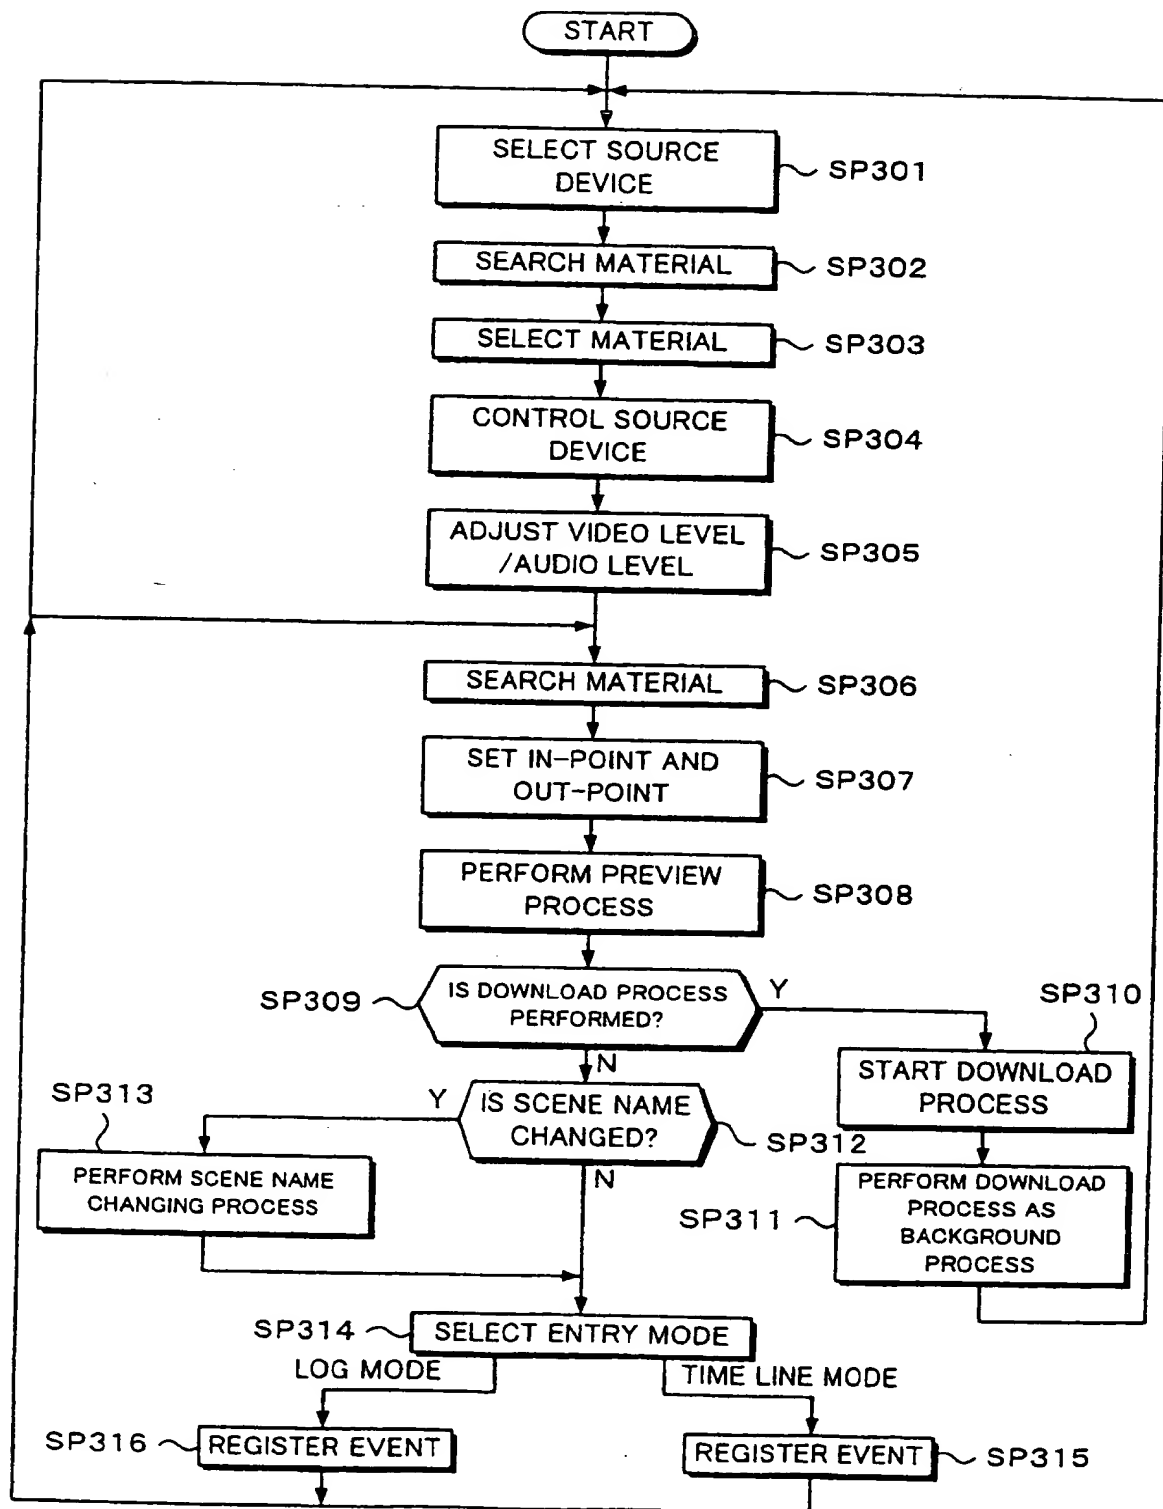 START
SELECT SOURCE
DEVICE
SP301
SEARCH MATERIAL
SP302
SELECT MATERIAL
SP303
CONTROL SOURCE
DEVICE
SP304
ADJUST VIDEO LEVEL
/AUDIO LEVEL
SP305
SEARCH MATERIAL
SP306
SET IN-POINT AND
OUT-POINT
SP307
PERFORM PREVIEW
PROCESS
SP308
SP309
IS DOWNLOAD PROCESS
PERFORMED?
Y
N
SP310
START DOWNLOAD
PROCESS
SP311
PERFORM DOWNLOAD
PROCESS AS
BACKGROUND
PROCESS
IS SCENE NAME
CHANGED?
SP312
Y
N
SP313
PERFORM SCENE NAME
CHANGING PROCESS
SP314
SELECT ENTRY MODE
LOG MODE
TIME LINE MODE
SP316
REGISTER EVENT
REGISTER EVENT
SP315